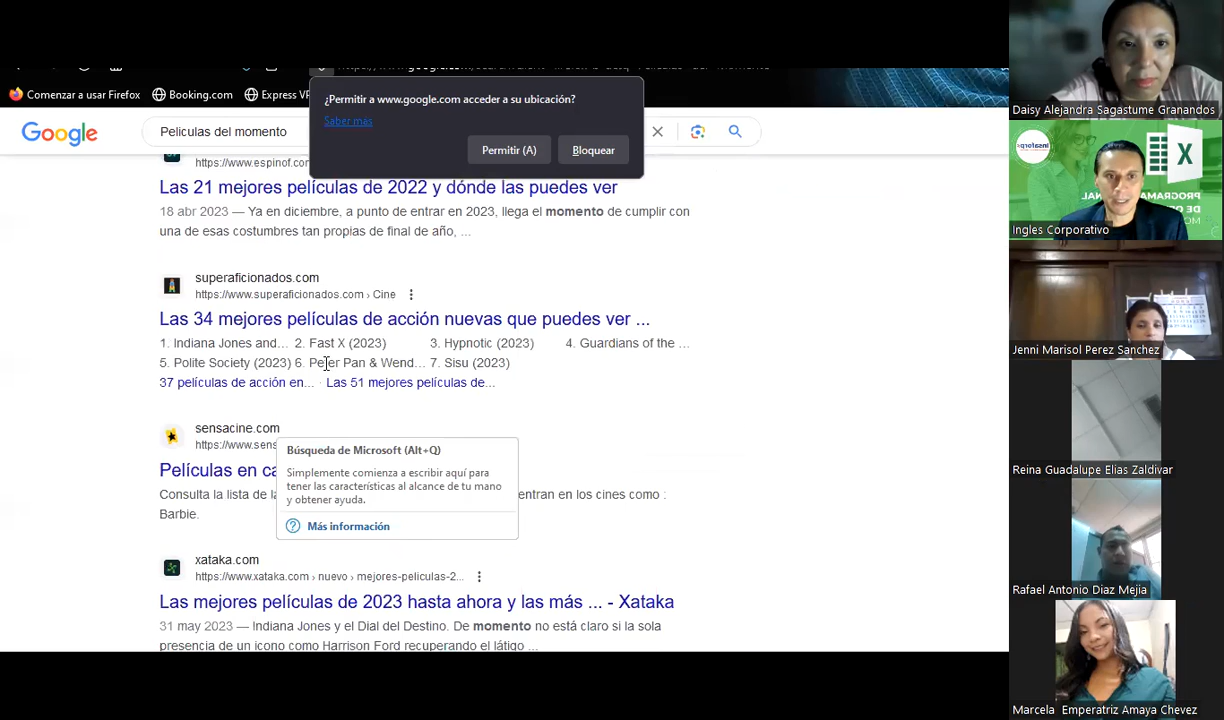 Comenzar a usar Firefox
Booking.com
Express VP
¿Permitir a www.google.com acceder a su ubicación?
Saber más
Permitir (A)
Bloquear
Google
Peliculas del momento
https://www.espinof.com
Las 21 mejores películas de 2022 y dónde las puedes ver
18 abr 2023 — Ya en diciembre, a punto de entrar en 2023, llega el momento de cumplir con
una de esas costumbres tan propias de final de año, ...
superaficionados.com
https://www.superaficionados.com › Cine
Las 34 mejores películas de acción nuevas que puedes ver ...
1. Indiana Jones and... 2. Fast X (2023) 3. Hypnotic (2023) 4. Guardians of the ...
5. Polite Society (2023) 6. Peter Pan & Wend... 7. Sisu (2023)
37 películas de acción en... · Las 51 mejores películas de...
sensacine.com
https://www.sens
Películas en ca
Consulta la lista de la
entran en los cines como :
Barbie.
Búsqueda de Microsoft (Alt+Q)
Simplemente comienza a escribir aquí para
tener las características al alcance de tu mano
y obtener ayuda.
Más información
xataka.com
https://www.xataka.com › nuevo › mejores-peliculas-2...
Las mejores películas de 2023 hasta ahora y las más ... - Xataka
31 may 2023 — Indiana Jones y el Dial del Destino. De momento no está claro si la sola
presencia de un icono como Harrison Ford recuperando el látigo ...
Daisy Alejandra Sagastume Granandos
Insaforp
X
PROGRAMA
Ingles Corporativo
Jenni Marisol Perez Sanchez
Reina Guadalupe Elias Zaldivar
Rafael Antonio Diaz Mejia
Marcela Emperatriz Amaya Chevez